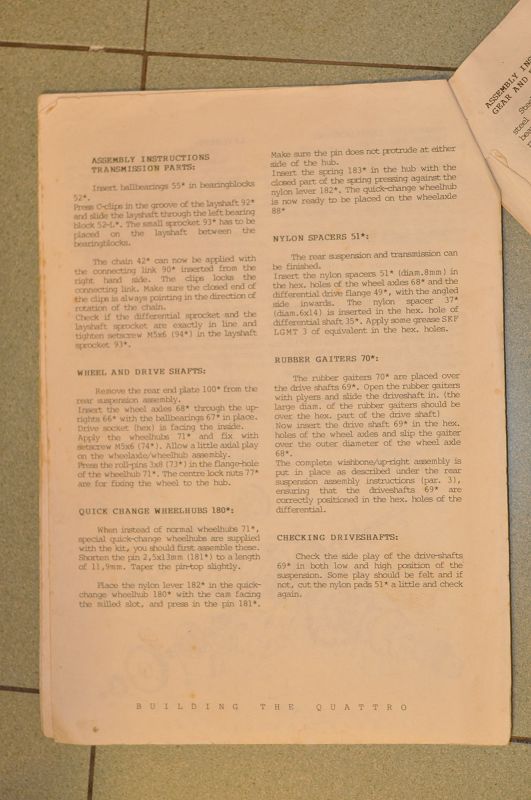 ASSEMBLY INSTRUCTIONS
TRANSMISSION PARTS:
Insert ballbearings 55* in bearingblocks
52*.
Press C-clips in the groove of the layshaft 92*
and slide the layshaft through the left bearing
block 52-L*. The small sprocket 93* has to be
placed on the layshaft between the
bearingblocks.
The chain 42* can now be applied with
the connecting link 90* inserted from the
right hand side. The clips locks the
connecting link. Make sure the closed end of
the clips is always pointing in the direction of
rotation of the chain.
Check if the differential sprocket and the
layshaft sprocket are exactly in line and
tighten setscrew M5x6 (94*) in the layshaft
sprocket 93*.
WHEEL AND DRIVE SHAFTS:
Remove the rear end plate 100* from the
rear suspension assembly.
Insert the wheel axles 68* through the up-
rights 66* with the ballbearings 67* in place.
Drive socket (hex) is facing the inside.
Apply the wheelhubs 71* and fix with
setscrew M5x6 (74*). Allow a little axial play
on the wheelaxle/wheelhub assembly.
Press the roll-pins 3x8 (73*) in the flange-hole
of the wheelhub 71*. The centre lock nuts 77*
are for fixing the wheel to the hub.
QUICK CHANGE WHEELHUBS 180*:
When instead of normal wheelhubs 71*,
special quick-change wheelhubs are supplied
with the kit, you should first assemble these.
Shorten the pin 2,5x13mm (181*) to a length
of 11,9mm. Taper the pin-top slightly.
Place the nylon lever 182* in the quick-
change wheelhub 180* with the cam facing
the milled slot, and press in the pin 181*.
Make sure the pin does not protrude at either
side of the hub.
Insert the spring 183* in the hub with the
closed part of the spring pressing against the
nylon lever 182*. The quick-change wheelhub
is now ready to be placed on the wheelaxle
88*
NYLON SPACERS 51*:
The rear suspension and transmission can
be finished.
Insert the nylon spacers 51* (diam.8mm) in
the hex. holes of the wheel axles 68* and the
differential drive flange 49*, with the angled
side inwards. The nylon spacer 37*
(diam.6x14) is inserted in the hex. hole of
differential shaft 35*. Apply some grease SKF
LGMT 3 of equivalent in the hex. holes.
RUBBER GAITERS 70*:
The rubber gaiters 70* are placed over
the drive shafts 69*. Open the rubber gaiters
with plyers and slide the driveshaft in. (the
large diam. of the rubber gaiters should be
over the hex. part of the drive shaft)
Now insert the drive shaft 69* in the hex.
holes of the wheel axles and slip the gaiter
over the outer diameter of the wheel axle
68*.
The complete wishbone/up-right assembly is
put in place as described under the rear
suspension assembly instructions (par. 3),
ensuring that the driveshafts 69* are
correctly positioned in the hex. holes of the
differential.
CHECKING DRIVESHAFTS:
Check the side play of the drive-shafts
69* in both low and high position of the
suspension. Some play should be felt and if
not, cut the nylon pads 51* a little and check
again.
BUILDING THE QUATTRO
ASSEMBLY INS
GEAR AND
steel